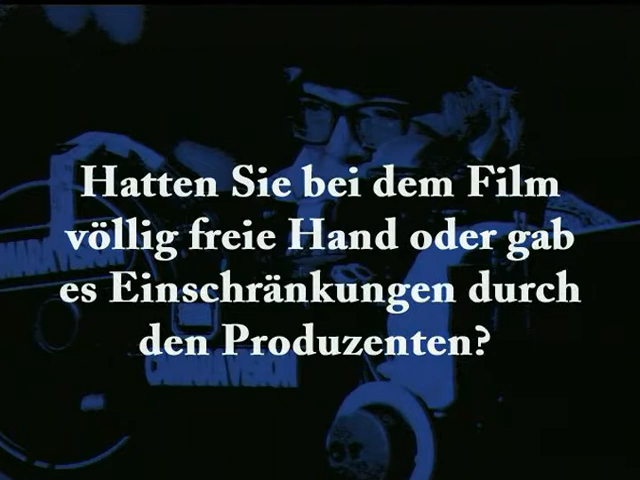 Hatten Sie bei dem Film
völlig freie Hand oder gab
es Einschränkungen durch
den Produzenten?